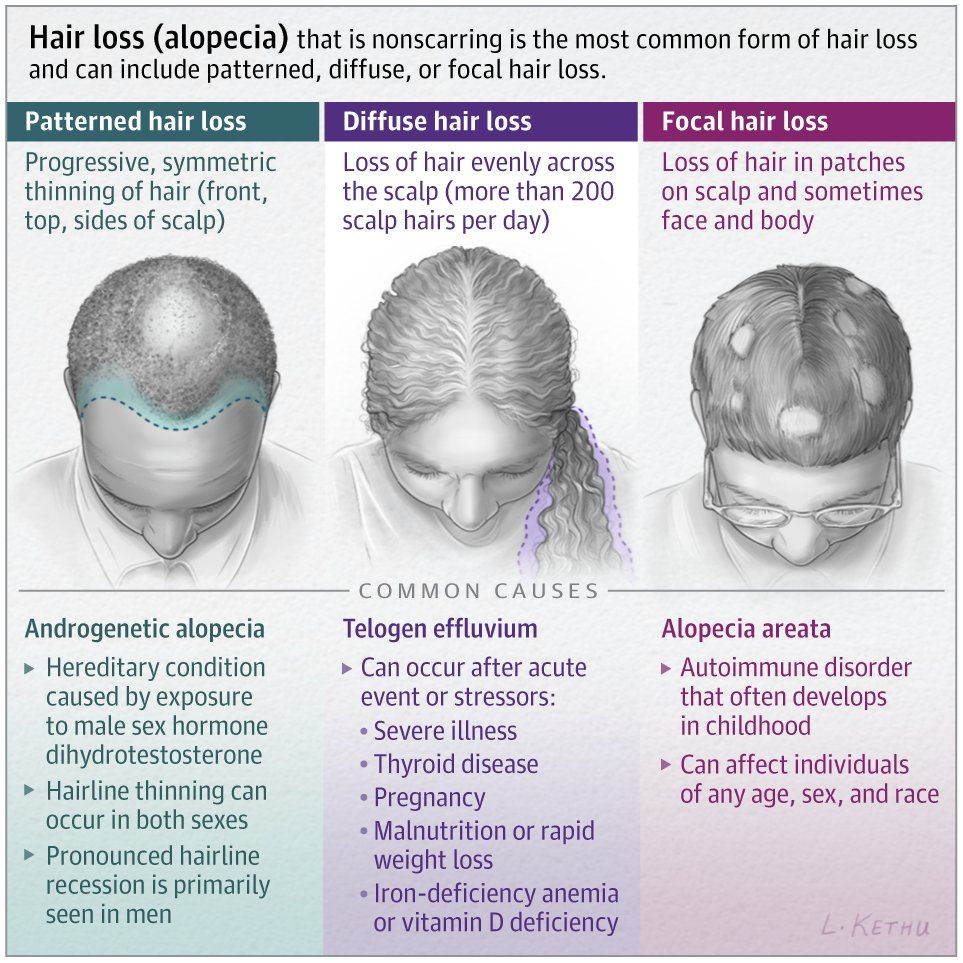 Hair loss (alopecia) that is nonscarring is the most common form of hair loss
and can include patterned, diffuse, or focal hair loss.
Patterned hair loss
Progressive, symmetric
thinning of hair (front,
top, sides of scalp)
Diffuse hair loss
Loss of hair evenly across
the scalp (more than 200
scalp hairs per day)
Focal hair loss
Loss of hair in patches
on scalp and sometimes
face and body
COMMON CAUSES
Androgenetic alopecia
▸ Hereditary condition
caused by exposure
to male sex hormone
dihydrotestosterone
▸ Hairline thinning can
occur in both sexes
▸ Pronounced hairline
recession is primarily
seen in men
Telogen effluvium
▸ Can occur after acute
event or stressors:
• Severe illness
• Thyroid disease
• Pregnancy
• Malnutrition or rapid
weight loss
• Iron-deficiency anemia
or vitamin D deficiency
Alopecia areata
▸ Autoimmune disorder
that often develops
in childhood
▸ Can affect individuals
of any age, sex, and race
L. KETHU